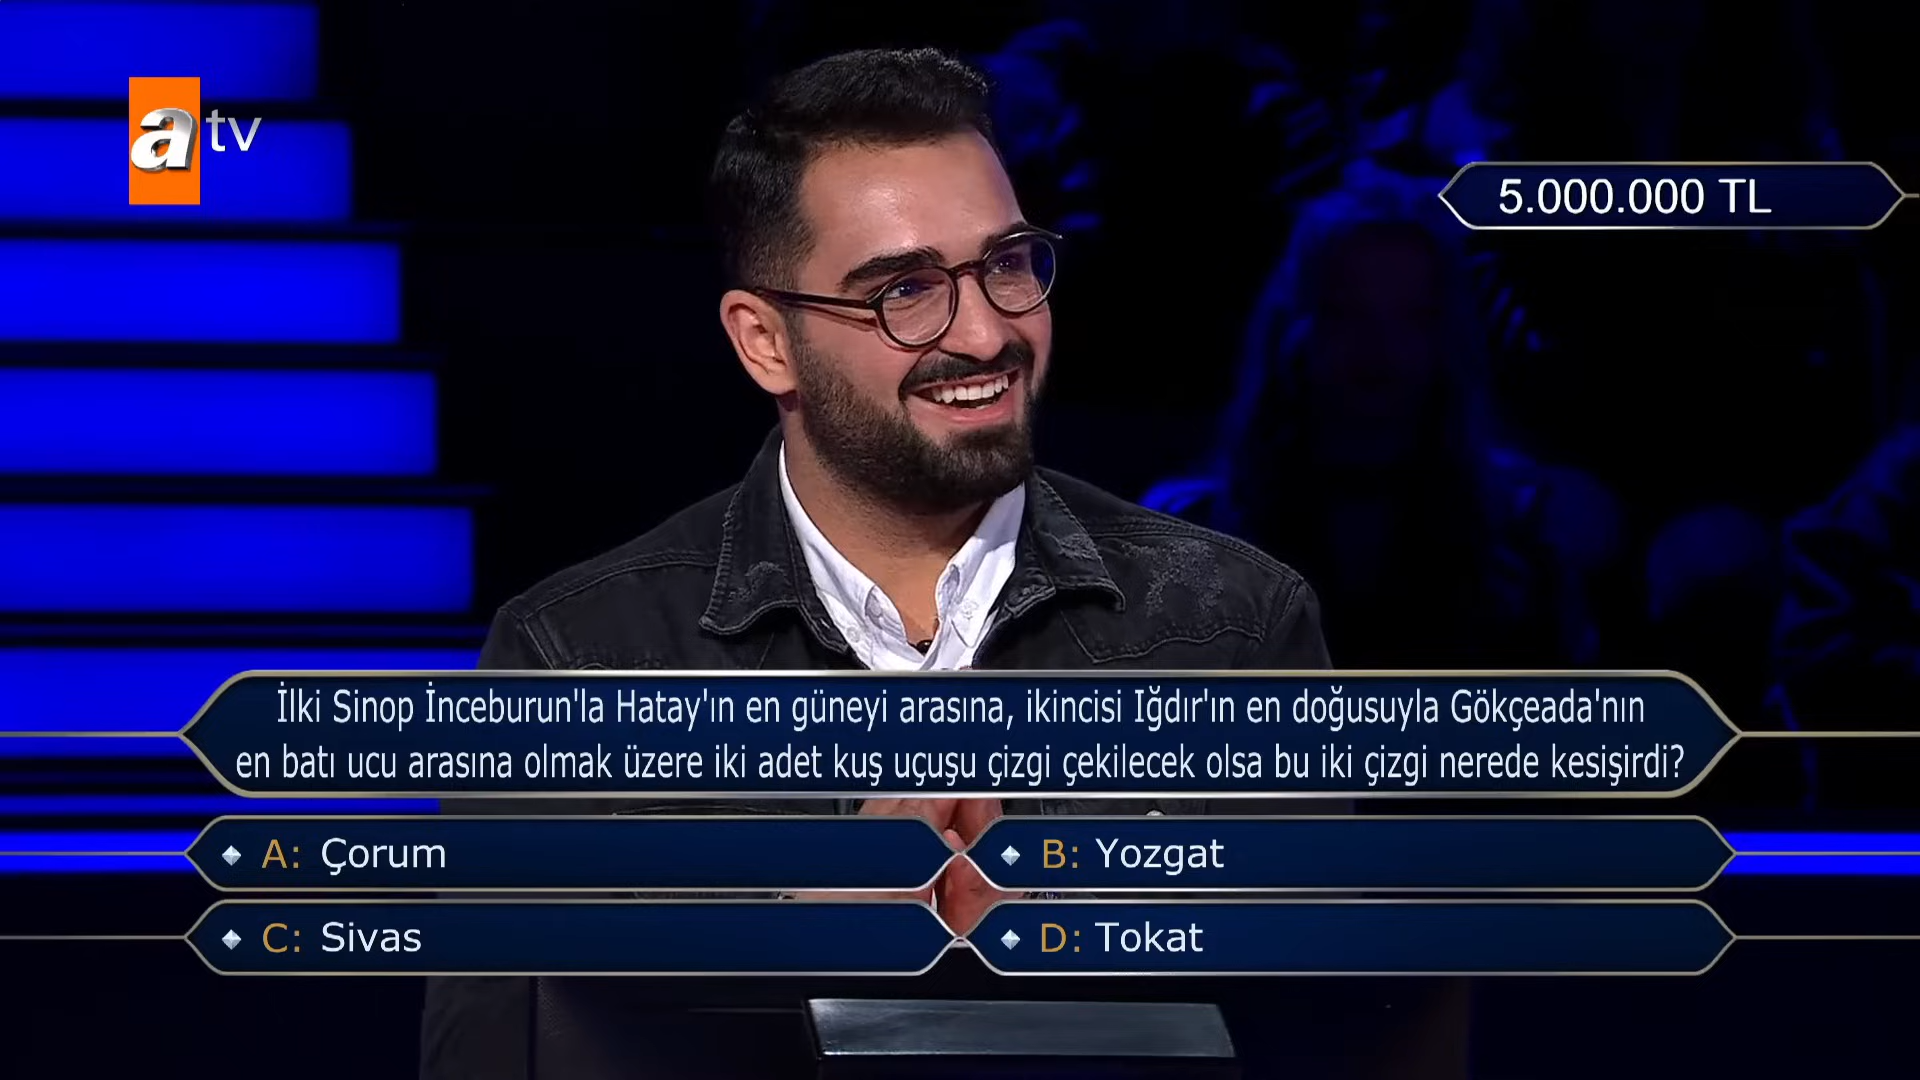 atv
5.000.000 TL
İlki Sinop İnceburun'la Hatay'ın en güneyi arasına, ikincisi Iğdır'ın en doğusuyla Gökçeada'nın
en batı ucu arasına olmak üzere iki adet kuş uçuşu çizgi çekilecek olsa bu iki çizgi nerede kesişirdi?
A: Çorum
B: Yozgat
C: Sivas
D: Tokat